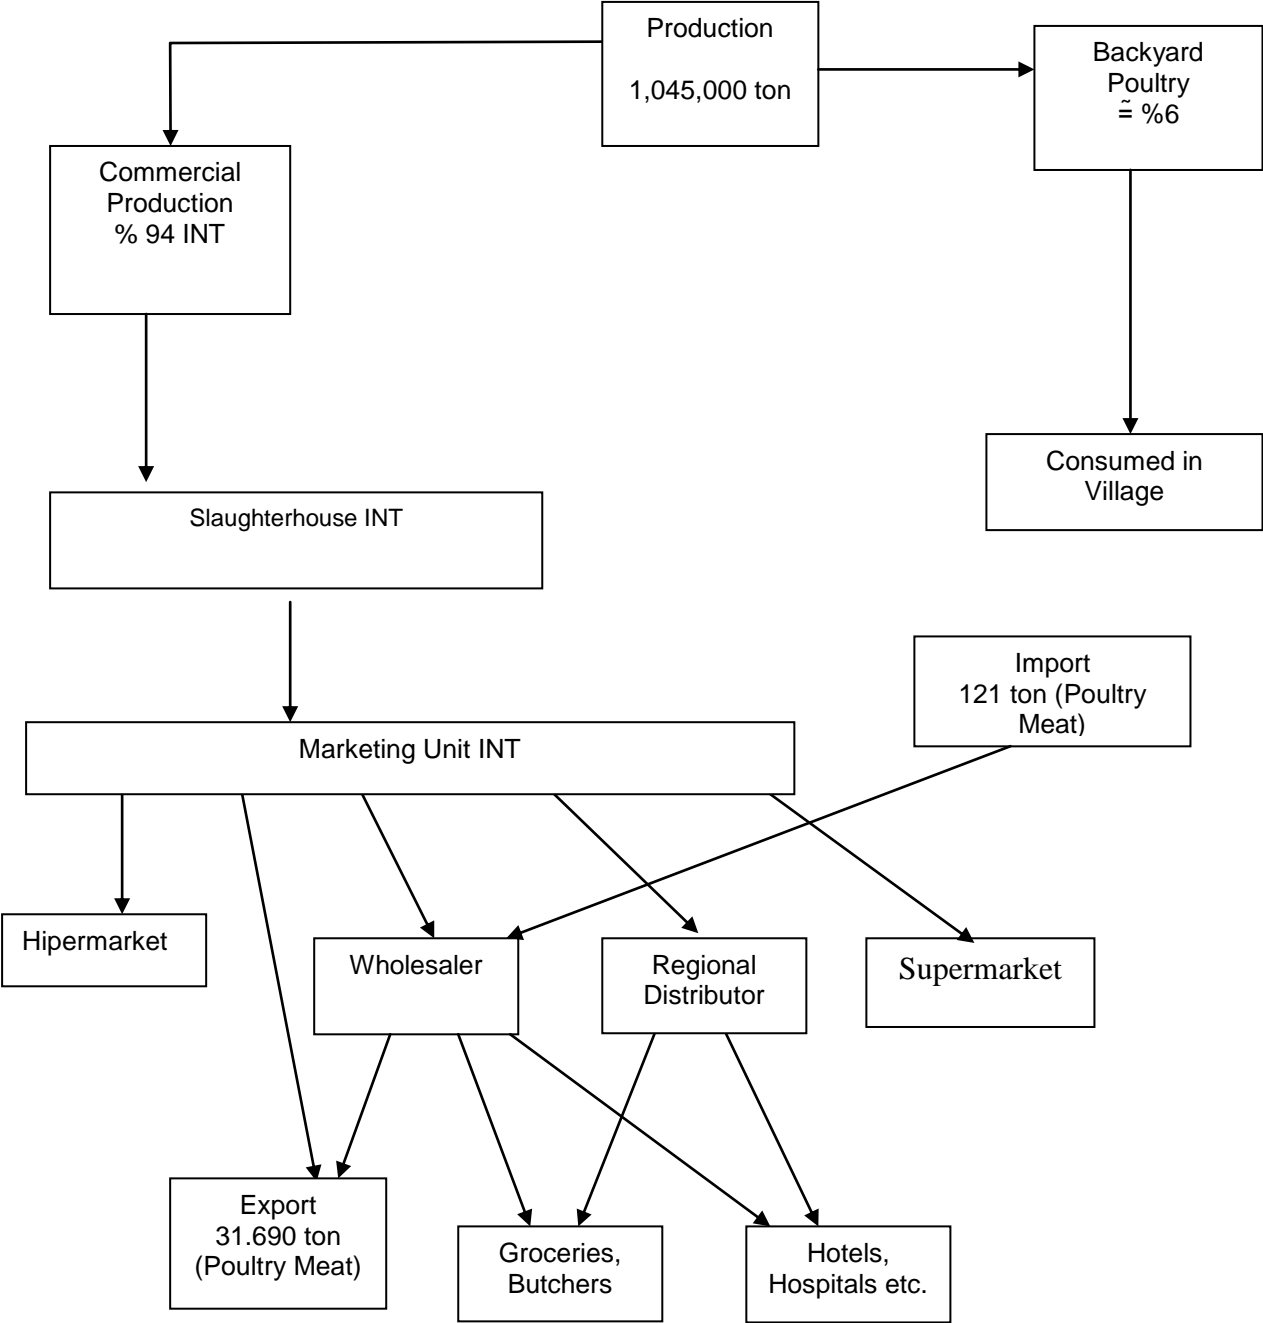 Production
1,045,000 ton
Backyard
Poultry
≅ %6
Commercial
Production
% 94 INT
Consumed in
Village
Slaughterhouse INT
Import
121 ton (Poultry
Meat)
Marketing Unit INT
Hipermarket
Wholesaler
Regional
Distributor
Supermarket
Export
31.690 ton
(Poultry Meat)
Groceries,
Butchers
Hotels,
Hospitals etc.